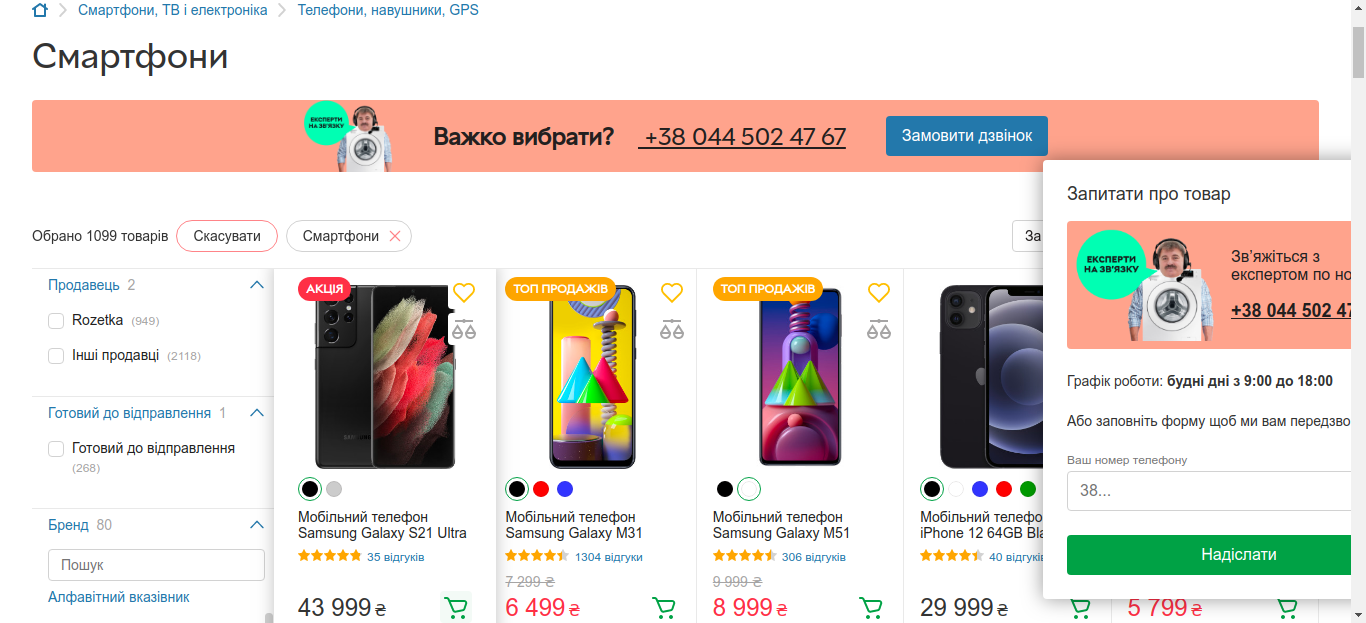 Смартфони, ТВ і електроніка
Телефони, навушники, GPS
Смартфони
ЕКСПЕРТИ
НА ЗВ'ЯЗКУ
Важко вибрати?
+38 044 502 47 67
Замовити дзвінок
Обрано 1099 товарів
Скасувати
Смартфони
За
Продавець 2
Rozetka (949)
Інші продавці (2118)
Готовий до відправлення 1
Готовий до відправлення
(268)
Бренд 80
Пошук
Алфавітний вказівник
АКЦІЯ
SAMSUNG
Мобільний телефон
Samsung Galaxy S21 Ultra
35 відгуків
43 999 ₴
ТОП ПРОДАЖІВ
Мобільний телефон
Samsung Galaxy M31
1304 відгуки
7 299 ₴
6 499 ₴
ТОП ПРОДАЖІВ
Мобільний телефон
Samsung Galaxy M51
306 відгуків
9 999 ₴
8 999 ₴
Мобільний телефо
iPhone 12 64GB Bla
40 відгукі
29 999 ₴
5 799 ₴
Запитати про товар
ЕКСПЕРТИ
НА ЗВ'ЯЗКУ
Зв'яжіться з
експертом по но
+38 044 502 47
Графік роботи: будні дні з 9:00 до 18:00
Або заповніть форму щоб ми вам передзво
Ваш номер телефону
38...
Надіслати